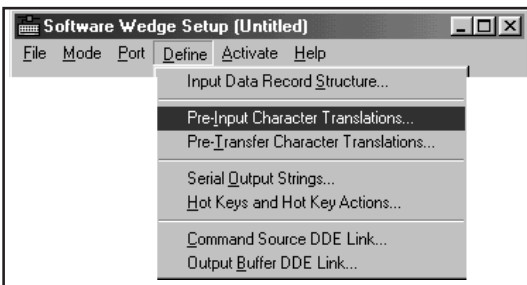 Software Wedge Setup (Untitled)
File Mode Port Define Activate Help
Input Data Record Structure...
Pre-Input Character Translations...
Pre-Transfer Character Translations...
Serial Output Strings...
Hot Keys and Hot Key Actions...
Command Source DDE Link...
Output Buffer DDE Link...